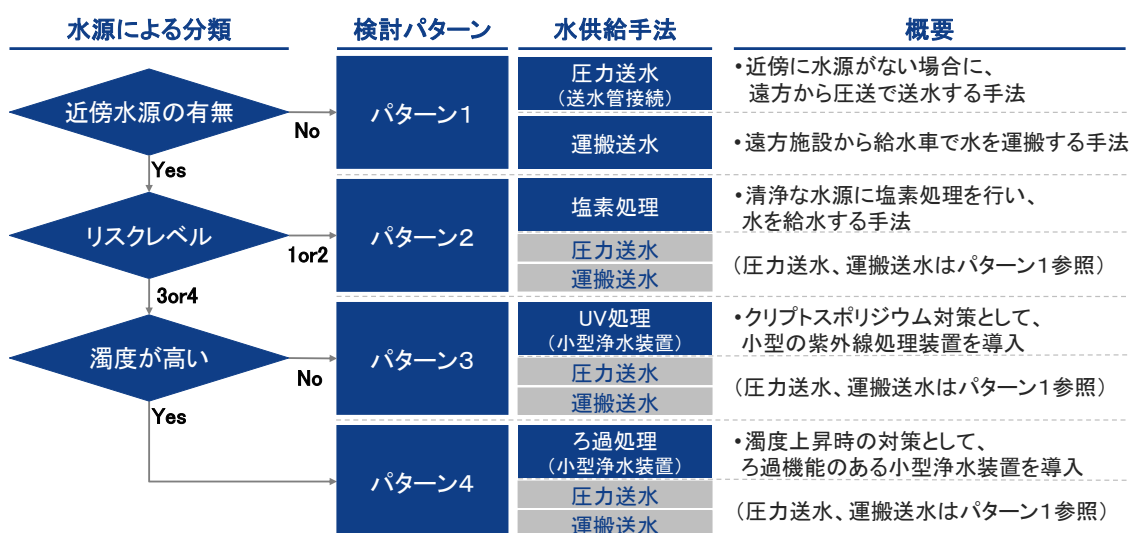 水源による分類
検討パターン
水供給手法
概要
近傍水源の有無
No
Yes
パターン1
圧力送水
(送水管接続)
・近傍に水源がない場合に、
遠方から圧送で送水する手法
運搬送水
・遠方施設から給水車で水を運搬する手法
リスクレベル
1or2
3or4
パターン2
塩素処理
・清浄な水源に塩素処理を行い、
水を給水する手法
圧力送水
運搬送水
(圧力送水、運搬送水はパターン1参照)
濁度が高い
No
Yes
パターン3
UV処理
(小型浄水装置)
・クリプトスポリジウム対策として、
小型の紫外線処理装置を導入
圧力送水
運搬送水
(圧力送水、運搬送水はパターン1参照)
パターン4
ろ過処理
(小型浄水装置)
・濁度上昇時の対策として、
ろ過機能のある小型浄水装置を導入
圧力送水
運搬送水
(圧力送水、運搬送水はパターン1参照)